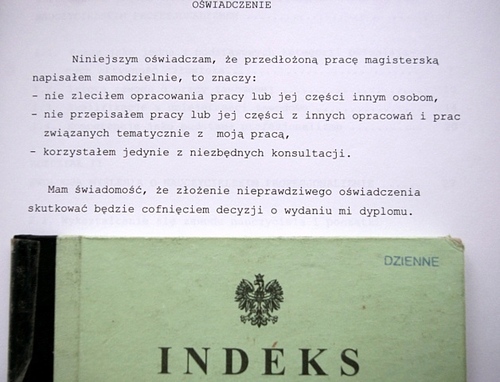 OŚWIADCZENIE
Niniejszym oświadczam, że przedłożoną pracę magisterską
napisałem samodzielnie, to znaczy:
- nie zleciłem opracowania pracy lub jej części innym osobom,
- nie przepisałem pracy lub jej części z innych opracowań i prac
związanych tematycznie z moją pracą,
- korzystałem jedynie z niezbędnych konsultacji.
Mam świadomość, że złożenie nieprawdziwego oświadczenia
skutkować będzie cofnięciem decyzji o wydaniu mi dyplomu.
DZIENNE
INDEKS